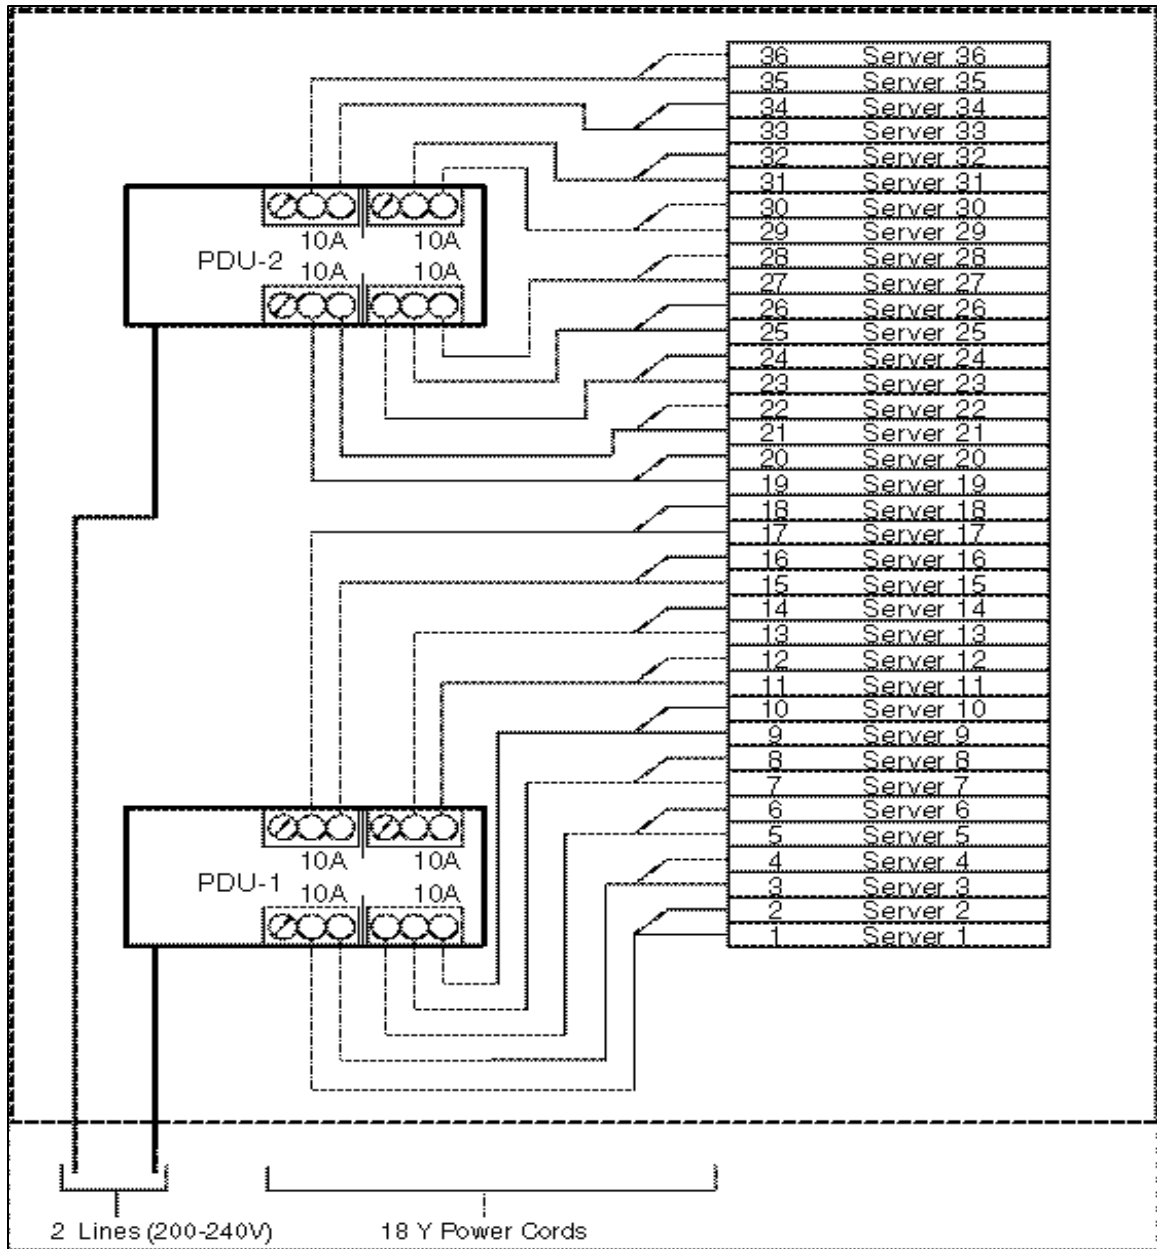 36 Server 36
35 Server 35
34 Server 34
33 Server 33
32 Server 32
31 Server 31
30 Server 30
29 Server 29
28 Server 28
27 Server 27
26 Server 26
25 Server 25
24 Server 24
23 Server 23
22 Server 22
21 Server 21
20 Server 20
19 Server 19
18 Server 18
17 Server 17
16 Server 16
15 Server 15
14 Server 14
13 Server 13
12 Server 12
11 Server 11
10 Server 10
9 Server 9
8 Server 8
7 Server 7
6 Server 6
5 Server 5
4 Server 4
3 Server 3
2 Server 2
1 Server 1
10A 10A
PDU-2
10A 10A
10A 10A
PDU-1
10A 10A
2 Lines (200-240V)
18 Y Power Cords